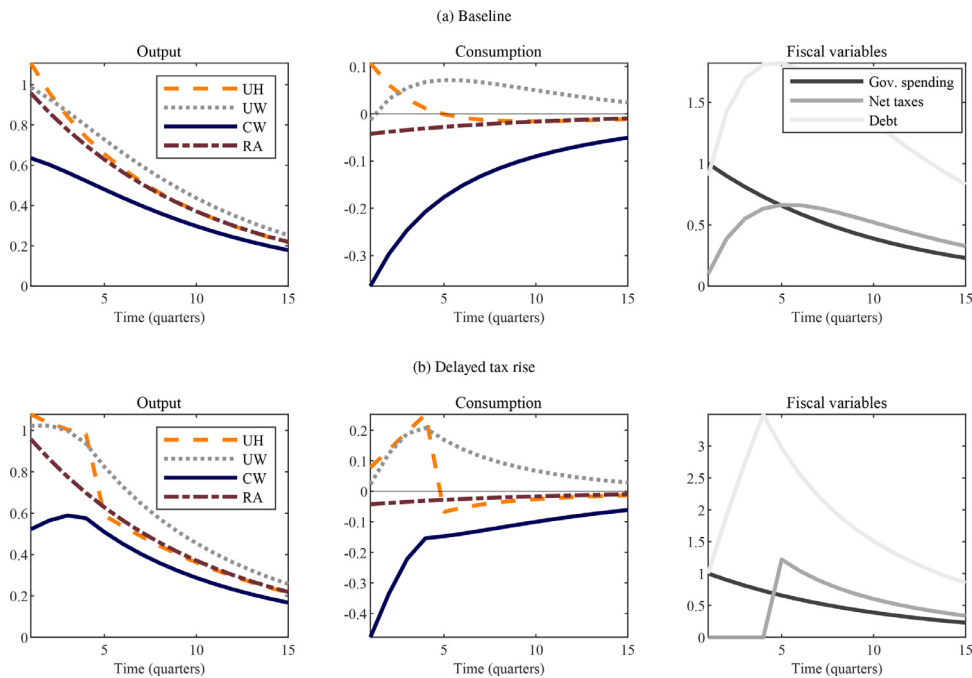 (a) Baseline
Output
1
0.8
0.6
0.4
0.2
0
5
10
15
Time (quarters)
UH
UW
CW
RA
Consumption
0.1
0
-0.1
-0.2
-0.3
5
10
15
Time (quarters)
Fiscal variables
1.5
1
0.5
0
5
10
15
Time (quarters)
Gov. spending
Net taxes
Debt
(b) Delayed tax rise
Output
1
0.8
0.6
0.4
0.2
0
5
10
15
Time (quarters)
UH
UW
CW
RA
Consumption
0.2
0.1
0
-0.1
-0.2
-0.3
-0.4
5
10
15
Time (quarters)
Fiscal variables
3
2.5
2
1.5
1
0.5
0
5
10
15
Time (quarters)